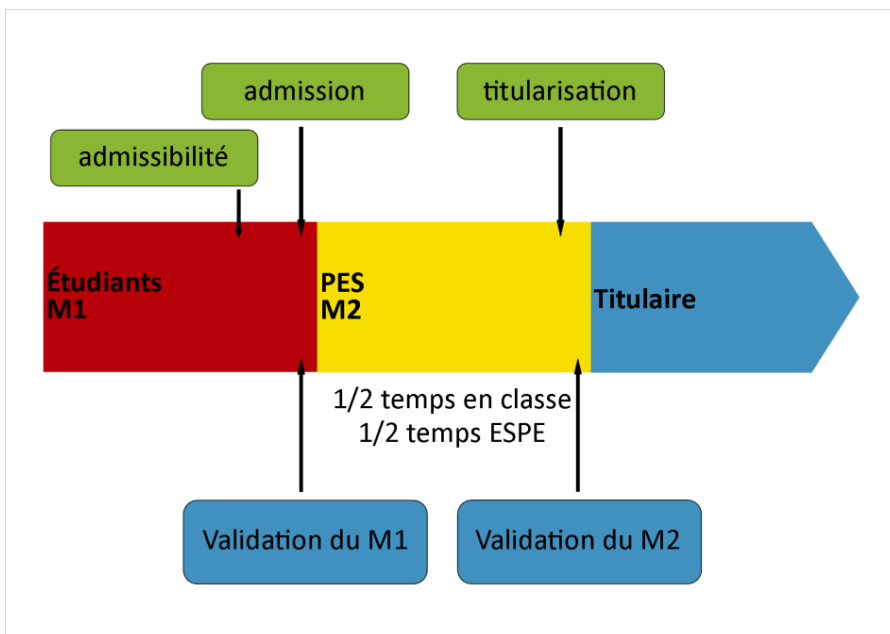 admission
titularisation
admissibilité
Étudiants
M1
PES
M2
Titulaire
1/2 temps en classe
1/2 temps ESPE
Validation du M1
Validation du M2